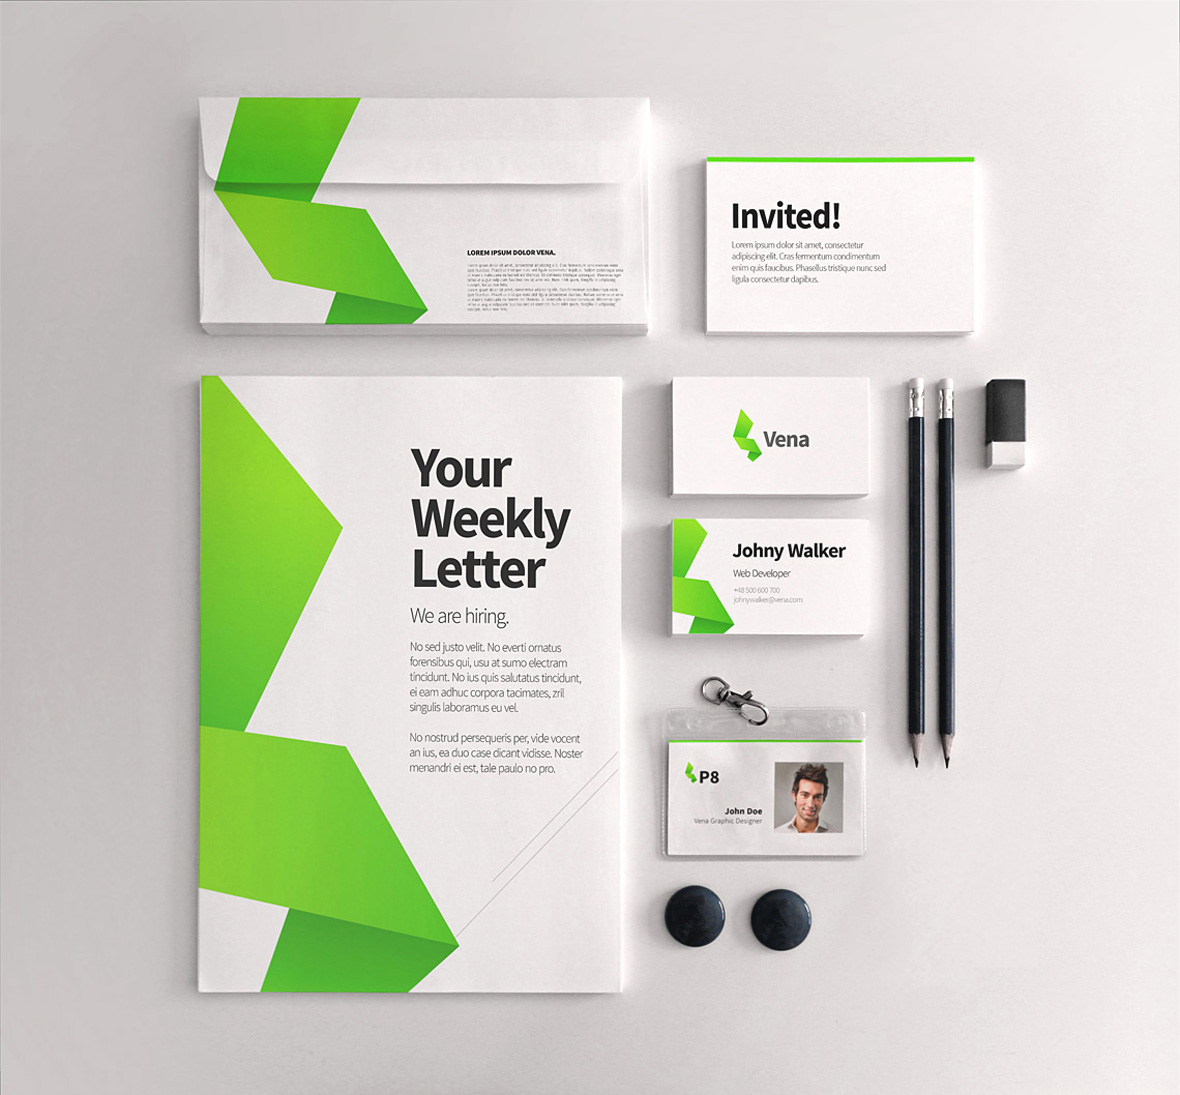 LOREM IPSUM DOLOR VENA.
Invited!
Lorem ipsum dolor sit amet, consectetur
adipiscing elit. Cras fermentum condimentum
enim quis faucibus. Phasellus tristique nunc sed
ligula consectetur dapibus.
Your
Weekly
Letter
We are hiring.
No sed justo velit. No everti ornatus
forensibus qui, usu at sumo electram
tincidunt. No ius quis salutatus tincidunt,
ei eam adhuc corpora tacimates, zril
singulis laboramus eu vel.
No nostrud persequeris per, vide vocent
an ius, ea duo case dicant vidisse. Noster
menandri ei est, tale paulo no pro.
Vena
Johny Walker
Web Developer
+48 500 600 700
johnywalker@vena.com
P8
John Doe
Vena Graphic Designer